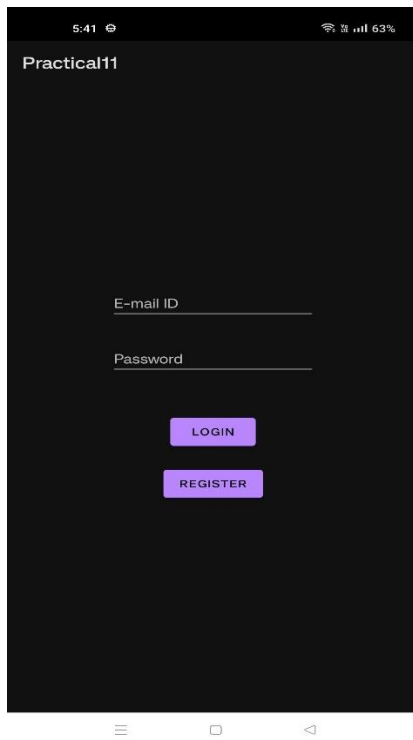 5:41 63%
Practical11
E-mail ID
Password
LOGIN
REGISTER